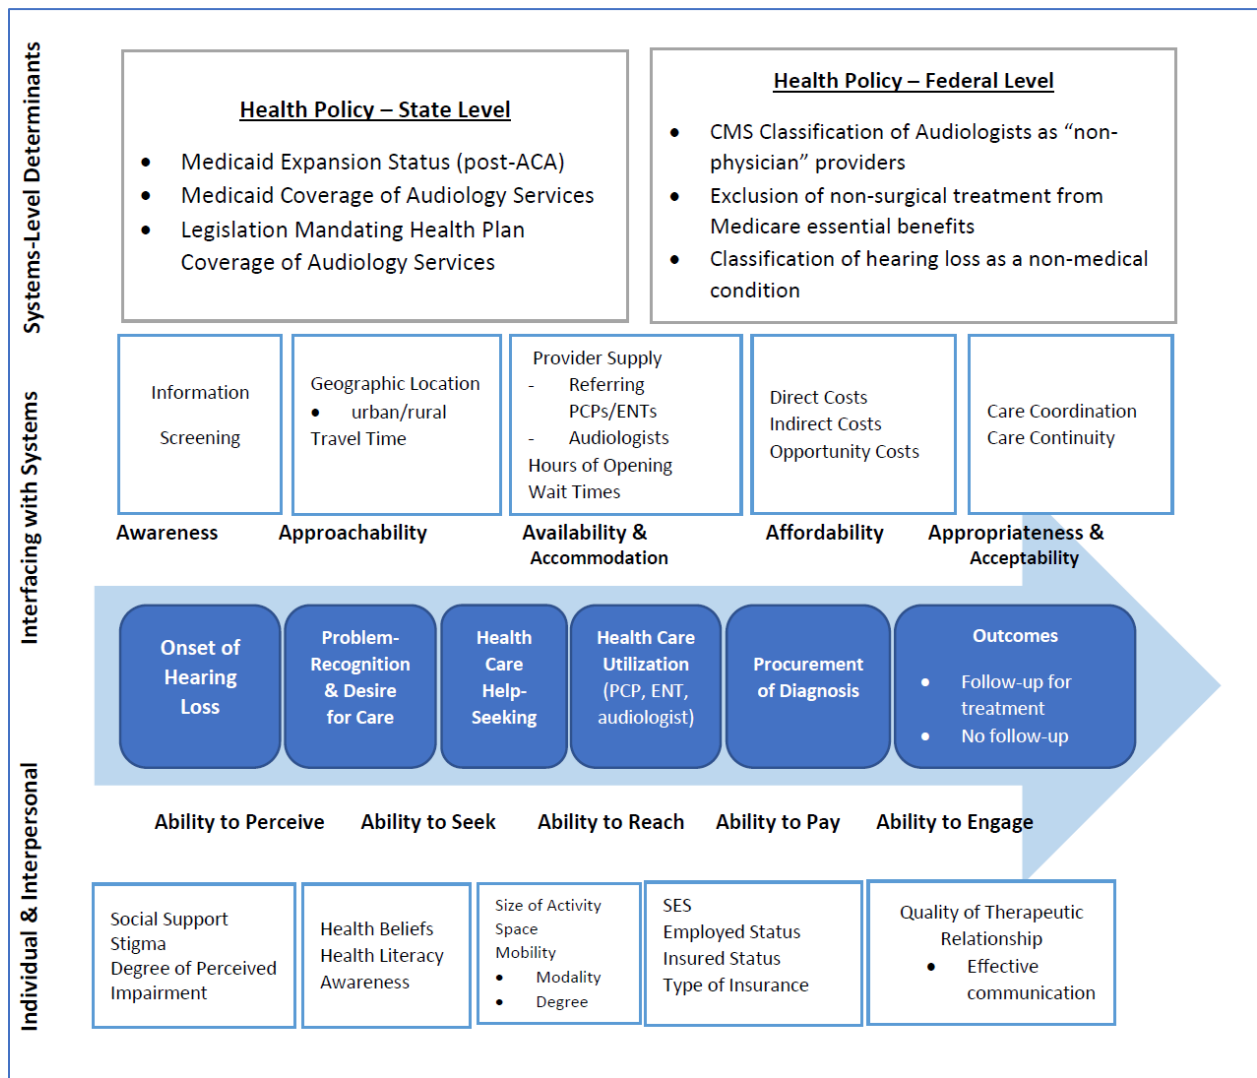 Systems-Level Determinants
Health Policy – State Level
• Medicaid Expansion Status (post-ACA)
• Medicaid Coverage of Audiology Services
• Legislation Mandating Health Plan
Coverage of Audiology Services
Health Policy – Federal Level
• CMS Classification of Audiologists as “non-
physician” providers
• Exclusion of non-surgical treatment from
Medicare essential benefits
• Classification of hearing loss as a non-medical
condition
Interfacing with Systems
Information
Screening
Geographic Location
• urban/rural
Travel Time
Provider Supply
- Referring
PCPs/ENTs
- Audiologists
Hours of Opening
Wait Times
Direct Costs
Indirect Costs
Opportunity Costs
Care Coordination
Care Continuity
Awareness
Approachability
Availability &
Accommodation
Affordability
Appropriateness &
Acceptability
Onset of
Hearing
Loss
Problem-
Recognition
& Desire
for Care
Health
Care
Help-
Seeking
Health Care
Utilization
(PCP, ENT,
audiologist)
Procurement
of Diagnosis
Outcomes
• Follow-up for
treatment
• No follow-up
Individual & Interpersonal
Ability to Perceive
Ability to Seek
Ability to Reach
Ability to Pay
Ability to Engage
Social Support
Stigma
Degree of Perceived
Impairment
Health Beliefs
Health Literacy
Awareness
Size of Activity
Space
Mobility
• Modality
• Degree
SES
Employed Status
Insured Status
Type of Insurance
Quality of Therapeutic
Relationship
• Effective
communication